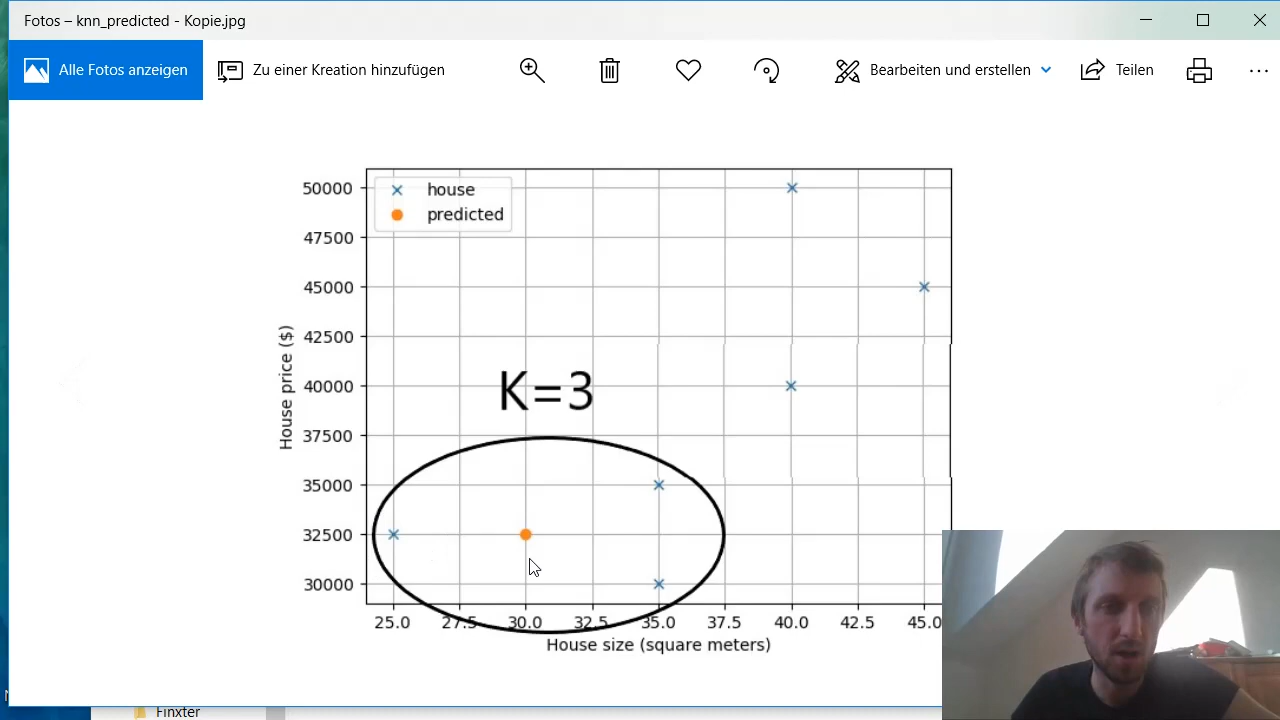 Fotos – knn_predicted - Kopie.jpg
Alle Fotos anzeigen
Zu einer Kreation hinzufügen
Bearbeiten und erstellen
Teilen
house
predicted
50000
47500
45000
42500
40000
37500
35000
32500
30000
House price ($)
K=3
25.0 27.5 30.0 32.5 35.0 37.5 40.0 42.5 45.0
House size (square meters)
Finxter